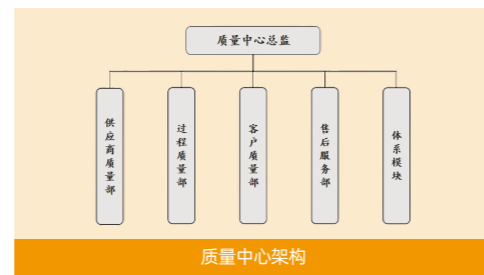 质量中心总监
供应商质量部
过程质量部
客户质量部
售后服务部
体系模块
质量中心架构